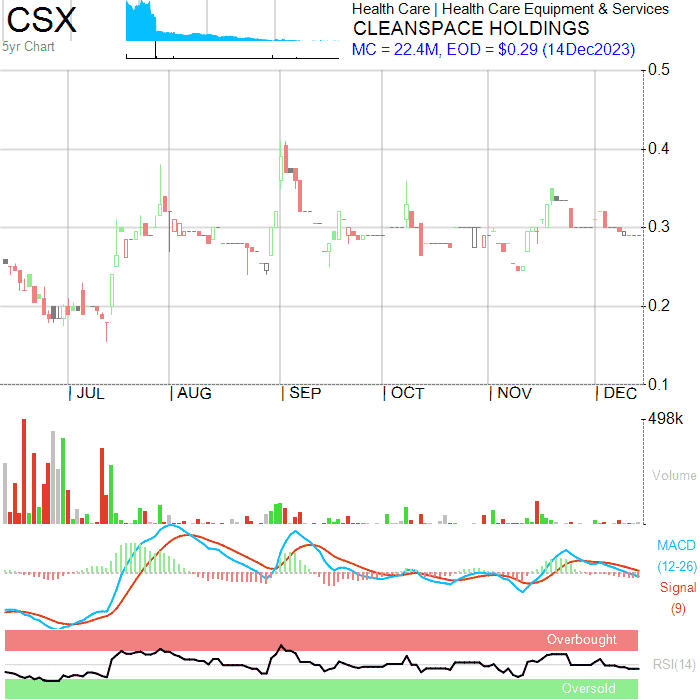 CSX
5yr Chart
Health Care | Health Care Equipment & Services
CLEANSPACE HOLDINGS
MC = 22.4M, EOD = $0.29 (14Dec2023)
0.5
0.4
0.3
0.2
0.1
| JUL | AUG | SEP | OCT | NOV | DEC
498k
Volume
MACD
(12-26)
Signal
(9)
Overbought
RSI(14)
Oversold